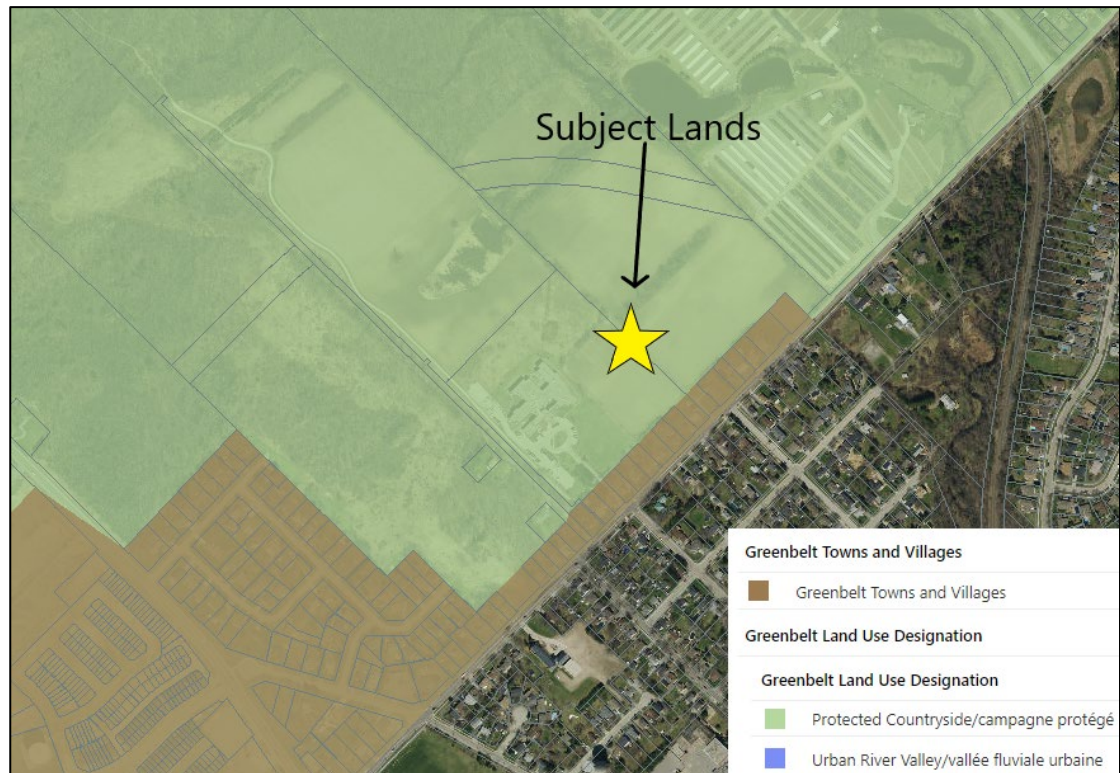 Subject Lands
Greenbelt Towns and Villages
Greenbelt Towns and Villages
Greenbelt Land Use Designation
Greenbelt Land Use Designation
Protected Countryside/campagne protégé
Urban River Valley/vallée fluviale urbaine